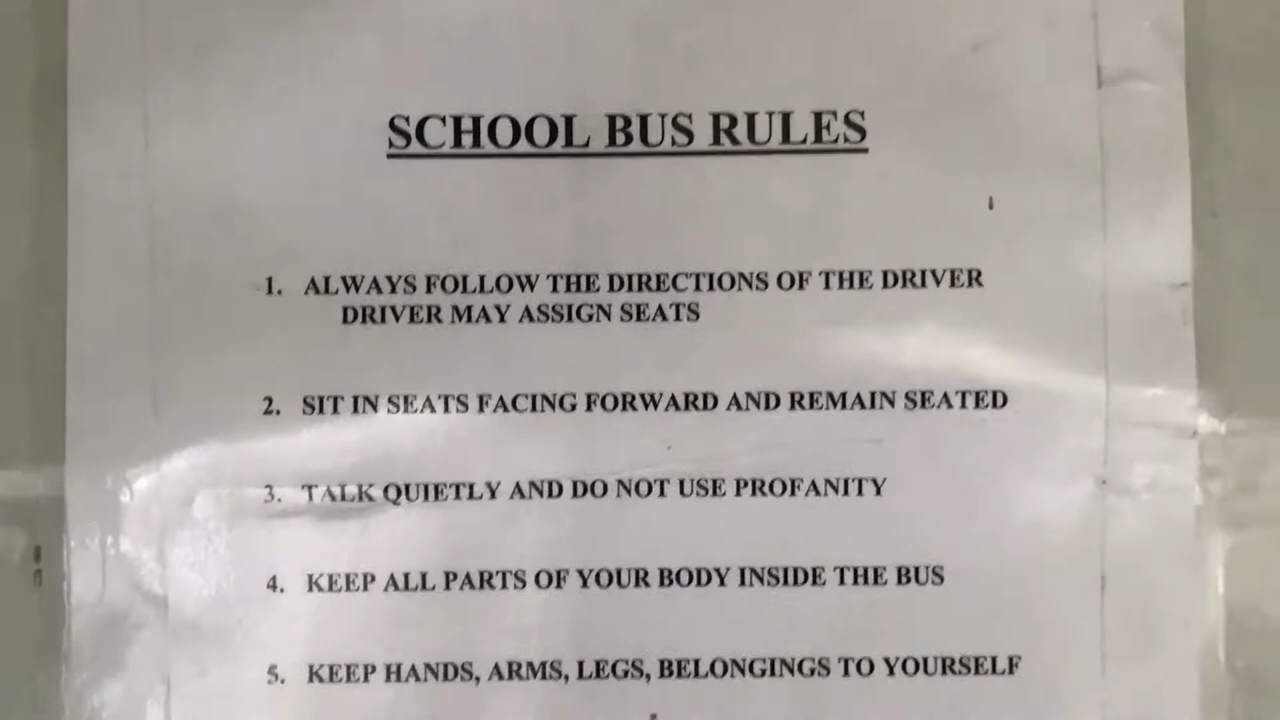 SCHOOL BUS RULES
1. ALWAYS FOLLOW THE DIRECTIONS OF THE DRIVER
DRIVER MAY ASSIGN SEATS
2. SIT IN SEATS FACING FORWARD AND REMAIN SEATED
3. TALK QUIETLY AND DO NOT USE PROFANITY
4. KEEP ALL PARTS OF YOUR BODY INSIDE THE BUS
5. KEEP HANDS, ARMS, LEGS, BELONGINGS TO YOURSELF